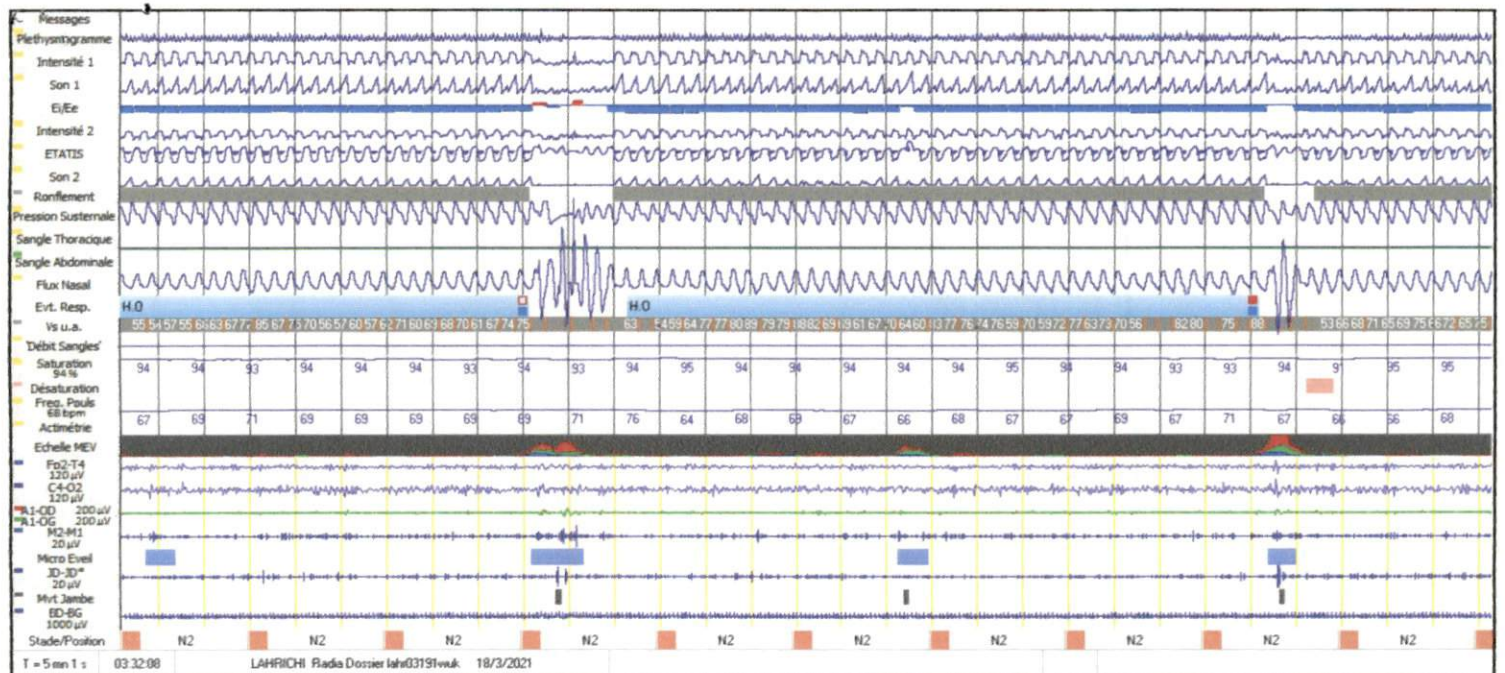 Messages
Plethysmogramme
Intensité 1
Son 1
Ei/Ee
Intensité 2
ETATIS
Son 2
Ronflement
Pression Susternale
Sangle Thoracique
Sangle Abdominale
Flux Nasal
Evt. Resp. H.O H.O
Vs u.a.
'Débit Sangles'
Saturation 94 94 93 94 94 94 93 94 95 94 94 94 94 95 94 94 93 93 94 95 95
94 %
Désaturation
Freq. Pouls
68 bpm 67 69 71 69 69 69 69 71 76 64 68 69 67 66 68 67 67 69 67 71 67 66 66 68
Actimétrie
Echelle MEV
Fp2-T4
120 µV
C4-O2
120 µV
A1-OD 200 µV
A1-OG 200 µV
M2-M1
20 µV
Micro Eveil
JD-JD*
20 µV
Mvt Jambe
BD-BG
1000 µV
Stade/Position N2 N2 N2 N2 N2 N2 N2 N2 N2 N2
T = 5 mn 1 s 03:32:08 LAHRICHI Radia Dossier lahr03191wuk 18/3/2021